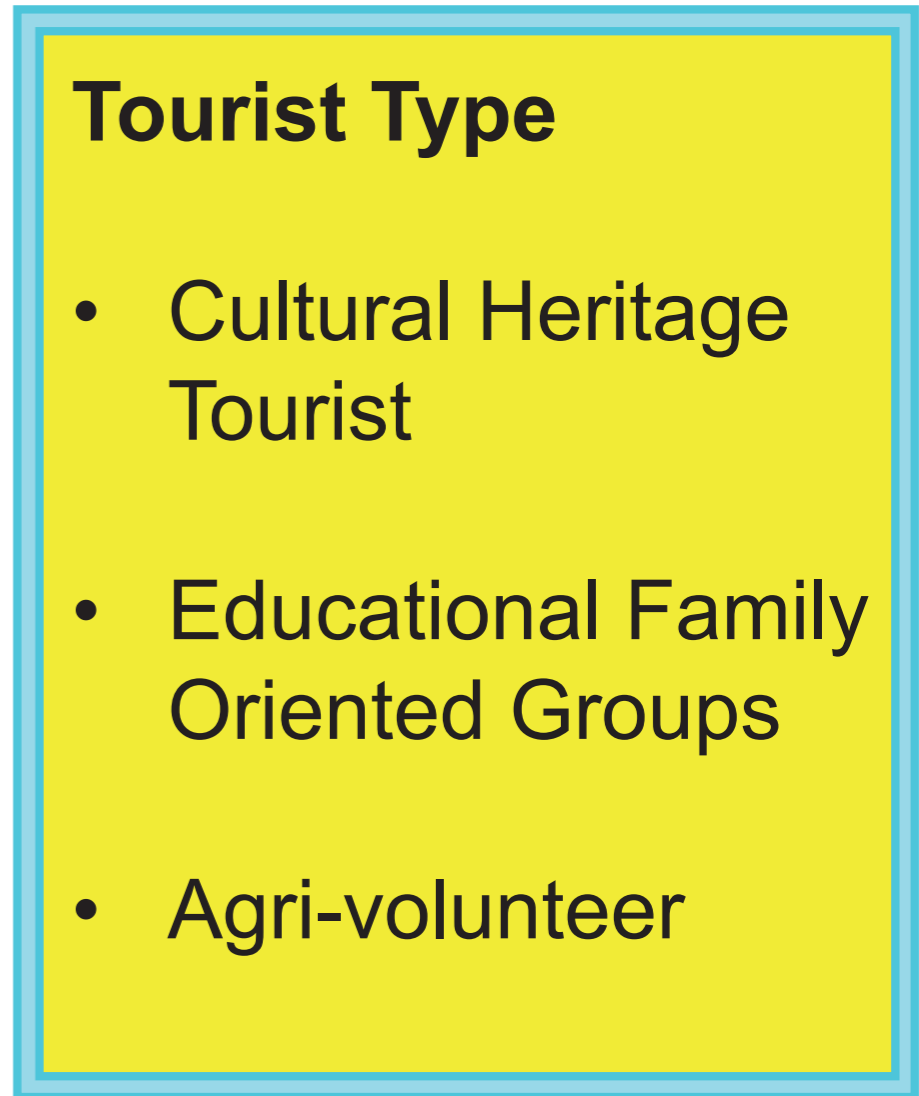 Tourist Type
• Cultural Heritage
Tourist
• Educational Family
Oriented Groups
• Agri-volunteer